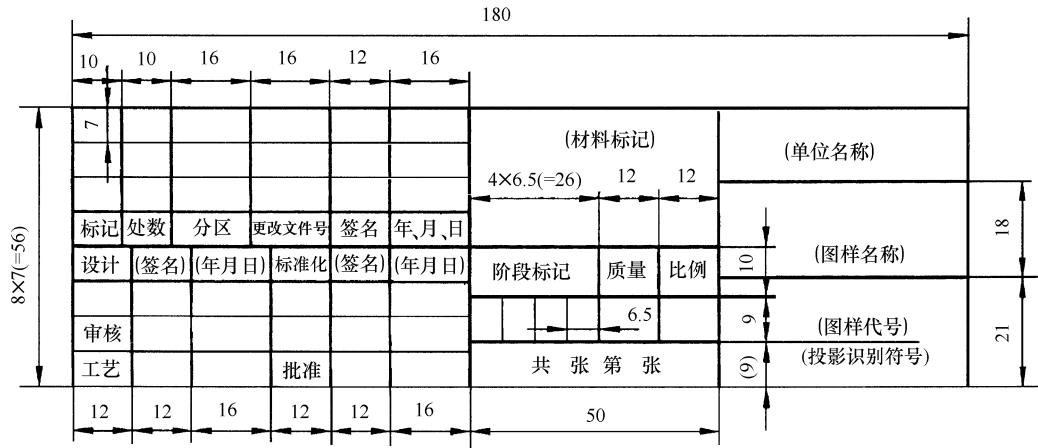 180
10 10 16 16 12 16
7
(材料标记)
(单位名称)
4×6.5(=26) 12 12
18
标记 处数 分区 更改文件号 签名 年、月、日
8×7(=56)
设计 (签名) (年月日) 标准化 (签名) (年月日) 阶段标记 质量 比例 10 (图样名称)
6.5 9 (图样代号)
21
审核
(投影识别符号)
工艺 批准 共 张 第 张 (9)
12 12 16 12 12 16 50